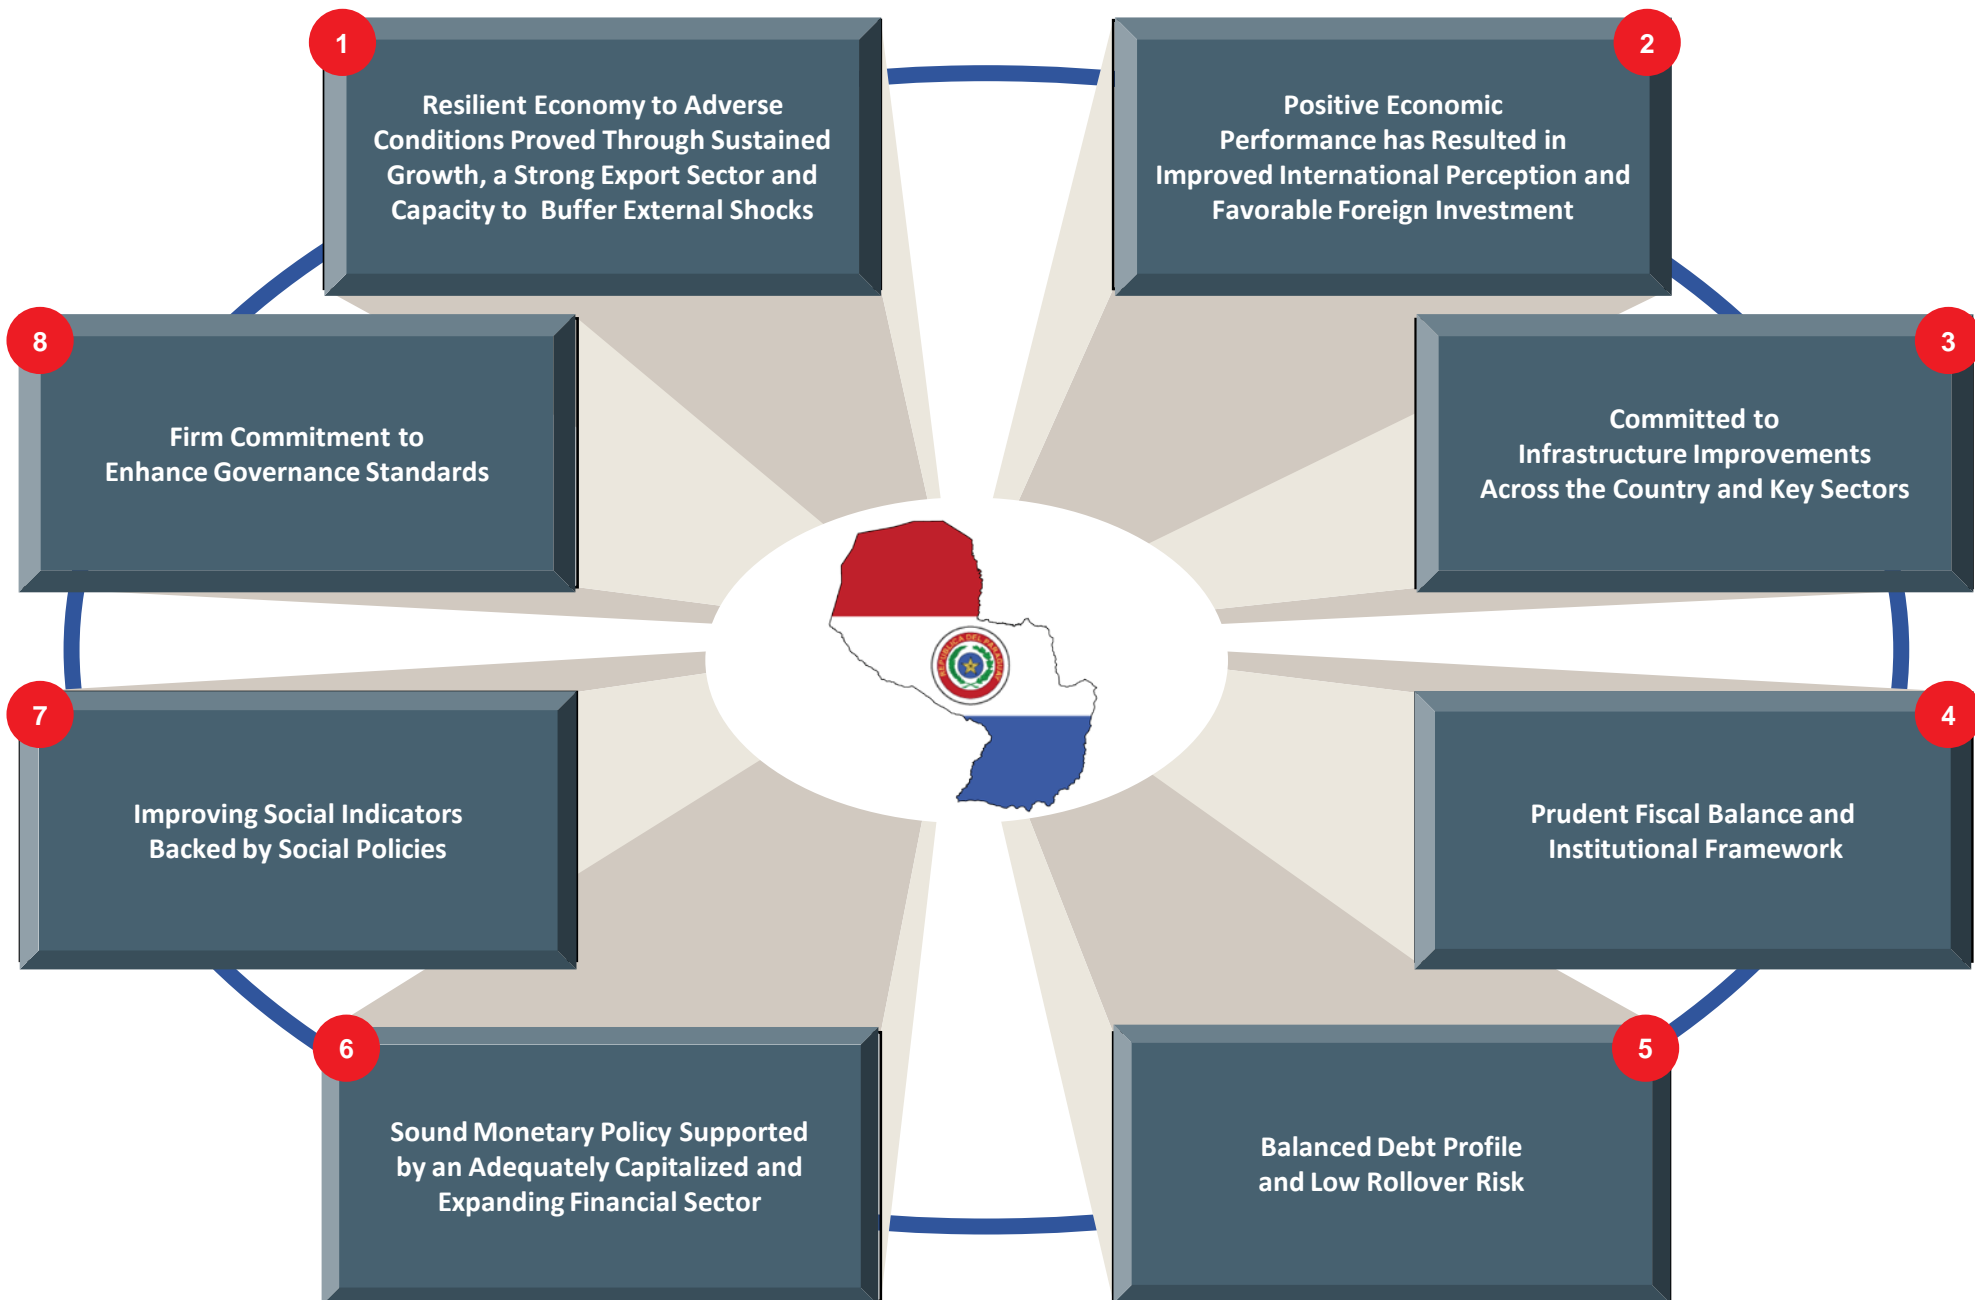 1
Resilient Economy to Adverse
Conditions Proved Through Sustained
Growth, a Strong Export Sector and
Capacity to Buffer External Shocks
2
Positive Economic
Performance has Resulted in
Improved International Perception and
Favorable Foreign Investment
3
Committed to
Infrastructure Improvements
Across the Country and Key Sectors
4
Prudent Fiscal Balance and
Institutional Framework
5
Balanced Debt Profile
and Low Rollover Risk
6
Sound Monetary Policy Supported
by an Adequately Capitalized and
Expanding Financial Sector
7
Improving Social Indicators
Backed by Social Policies
8
Firm Commitment to
Enhance Governance Standards
REPUBLICA DEL PARAGUAY